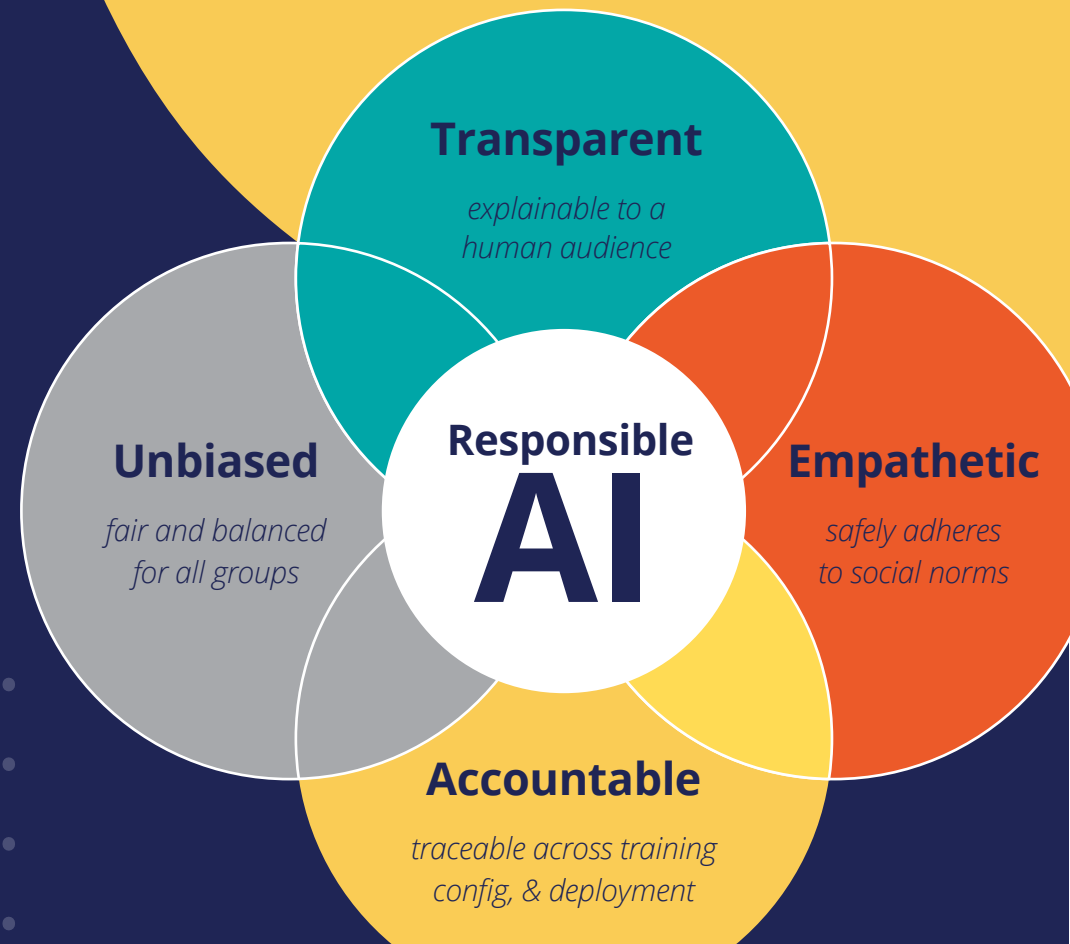 Transparent
explainable to a
human audience
Unbiased
fair and balanced
for all groups
Responsible
AI
Empathetic
safely adheres
to social norms
Accountable
traceable across training
config, & deployment